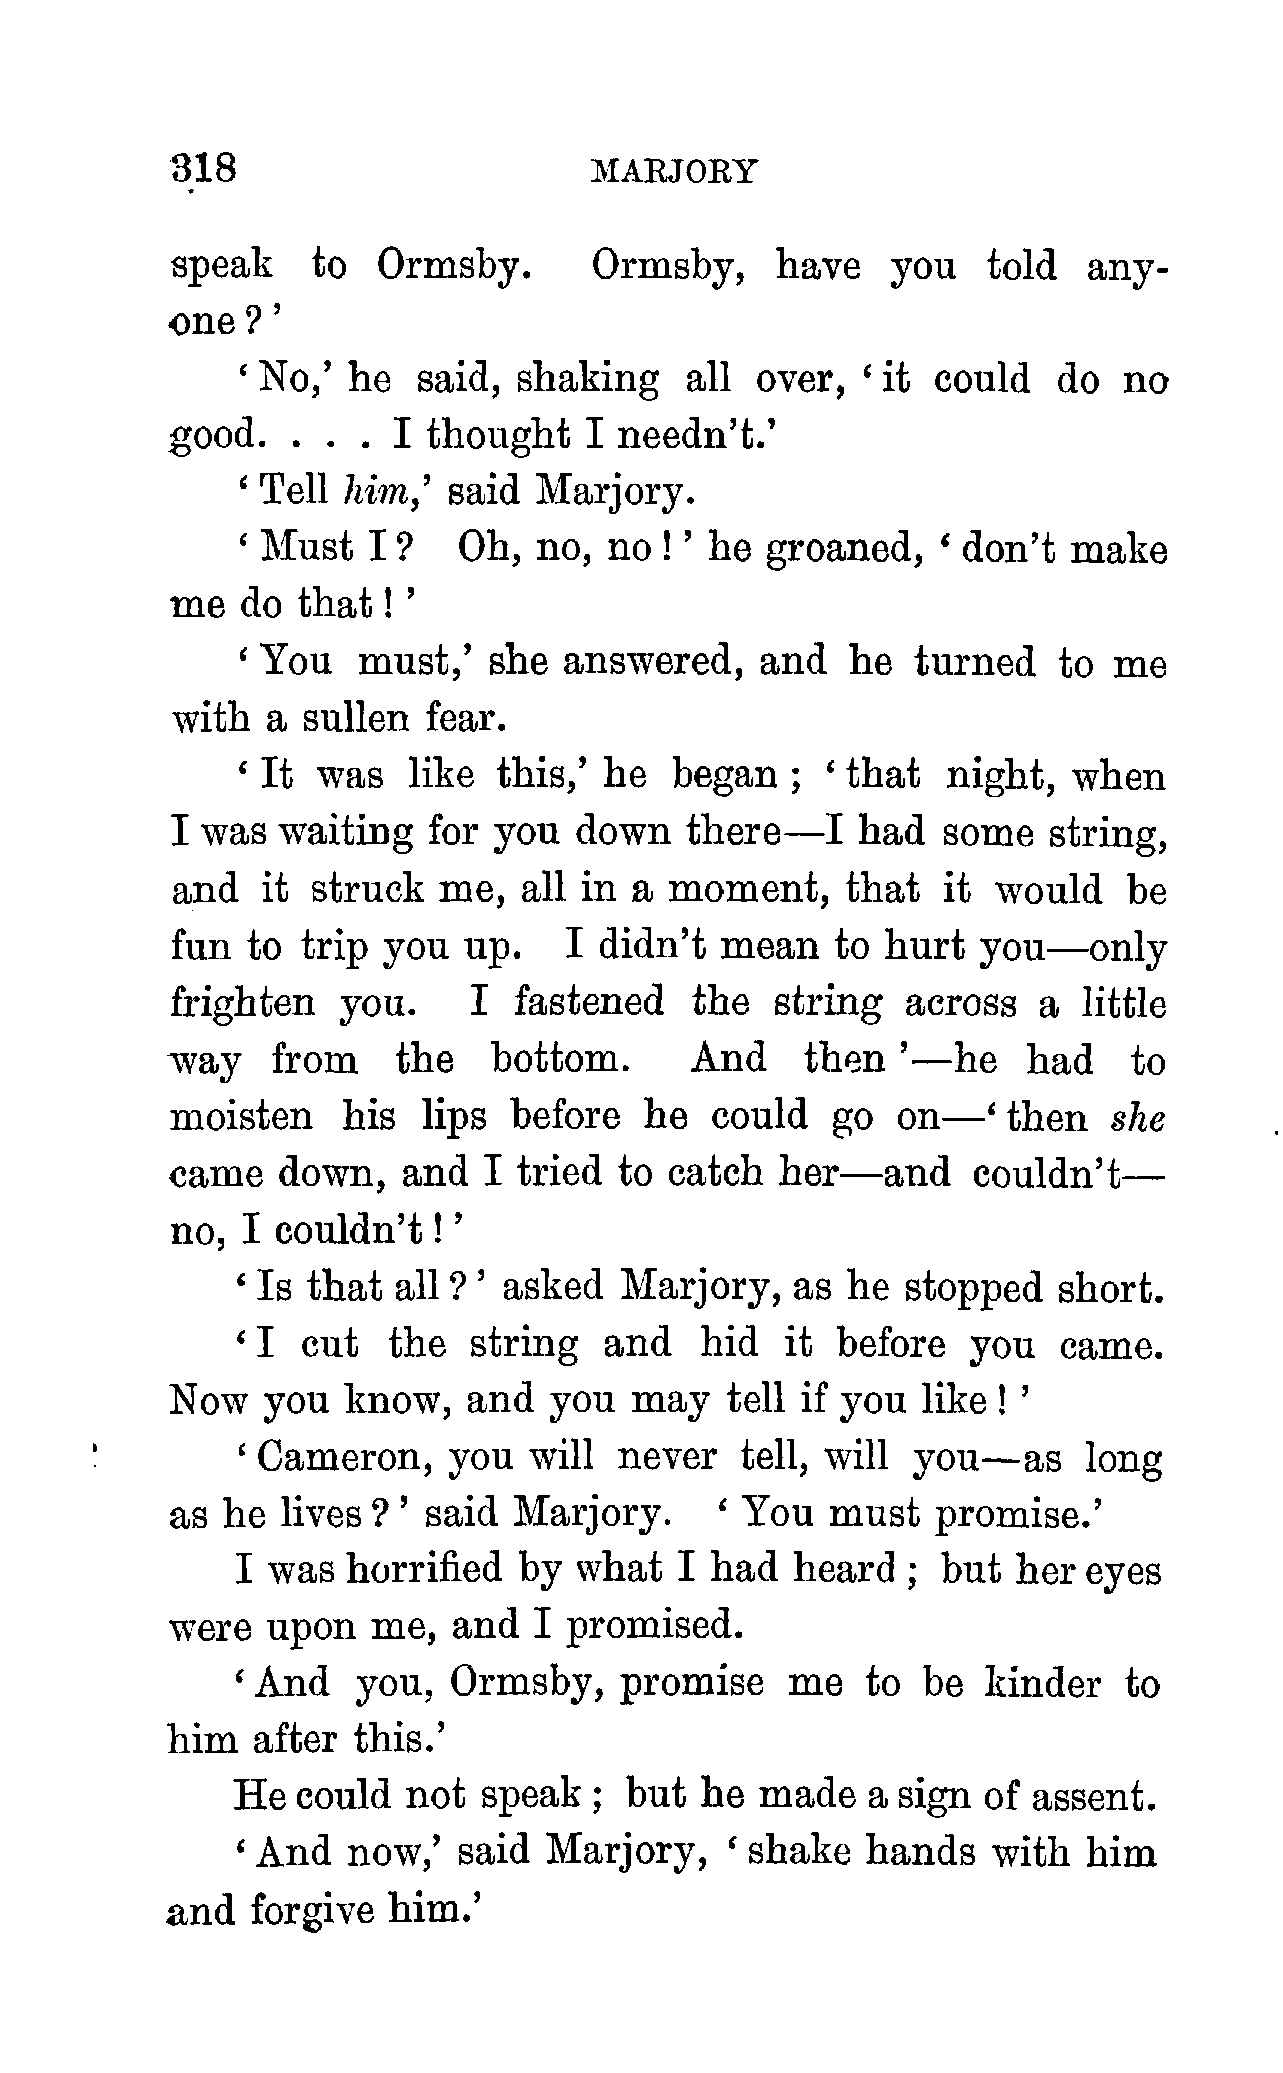 318 MARJORY
speak to Ormsby. Ormsby, have you told any-
one?’
‘No,’ he said, shaking all over, ‘it could do no
good. . . . I thought I needn’t.’
‘Tell him,’ said Marjory.
‘Must I? Oh, no, no!’ he groaned, ‘don’t make
me do that!’
‘You must,’ she answered, and he turned to me
with a sullen fear.
‘It was like this,’ he began; ‘that night, when
I was waiting for you down there—I had some string,
and it struck me, all in a moment, that it would be
fun to trip you up. I didn’t mean to hurt you—only
frighten you. I fastened the string across a little
way from the bottom. And then’—he had to
moisten his lips before he could go on—‘then she
came down, and I tried to catch her—and couldn’t—
no, I couldn’t!’
‘Is that all?’ asked Marjory, as he stopped short.
‘I cut the string and hid it before you came.
Now you know, and you may tell if you like!’
‘Cameron, you will never tell, will you—as long
as he lives?’ said Marjory. ‘You must promise.’
I was horrified by what I had heard; but her eyes
were upon me, and I promised.
‘And you, Ormsby, promise me to be kinder to
him after this.’
He could not speak; but he made a sign of assent.
‘And now,’ said Marjory, ‘shake hands with him
and forgive him.’